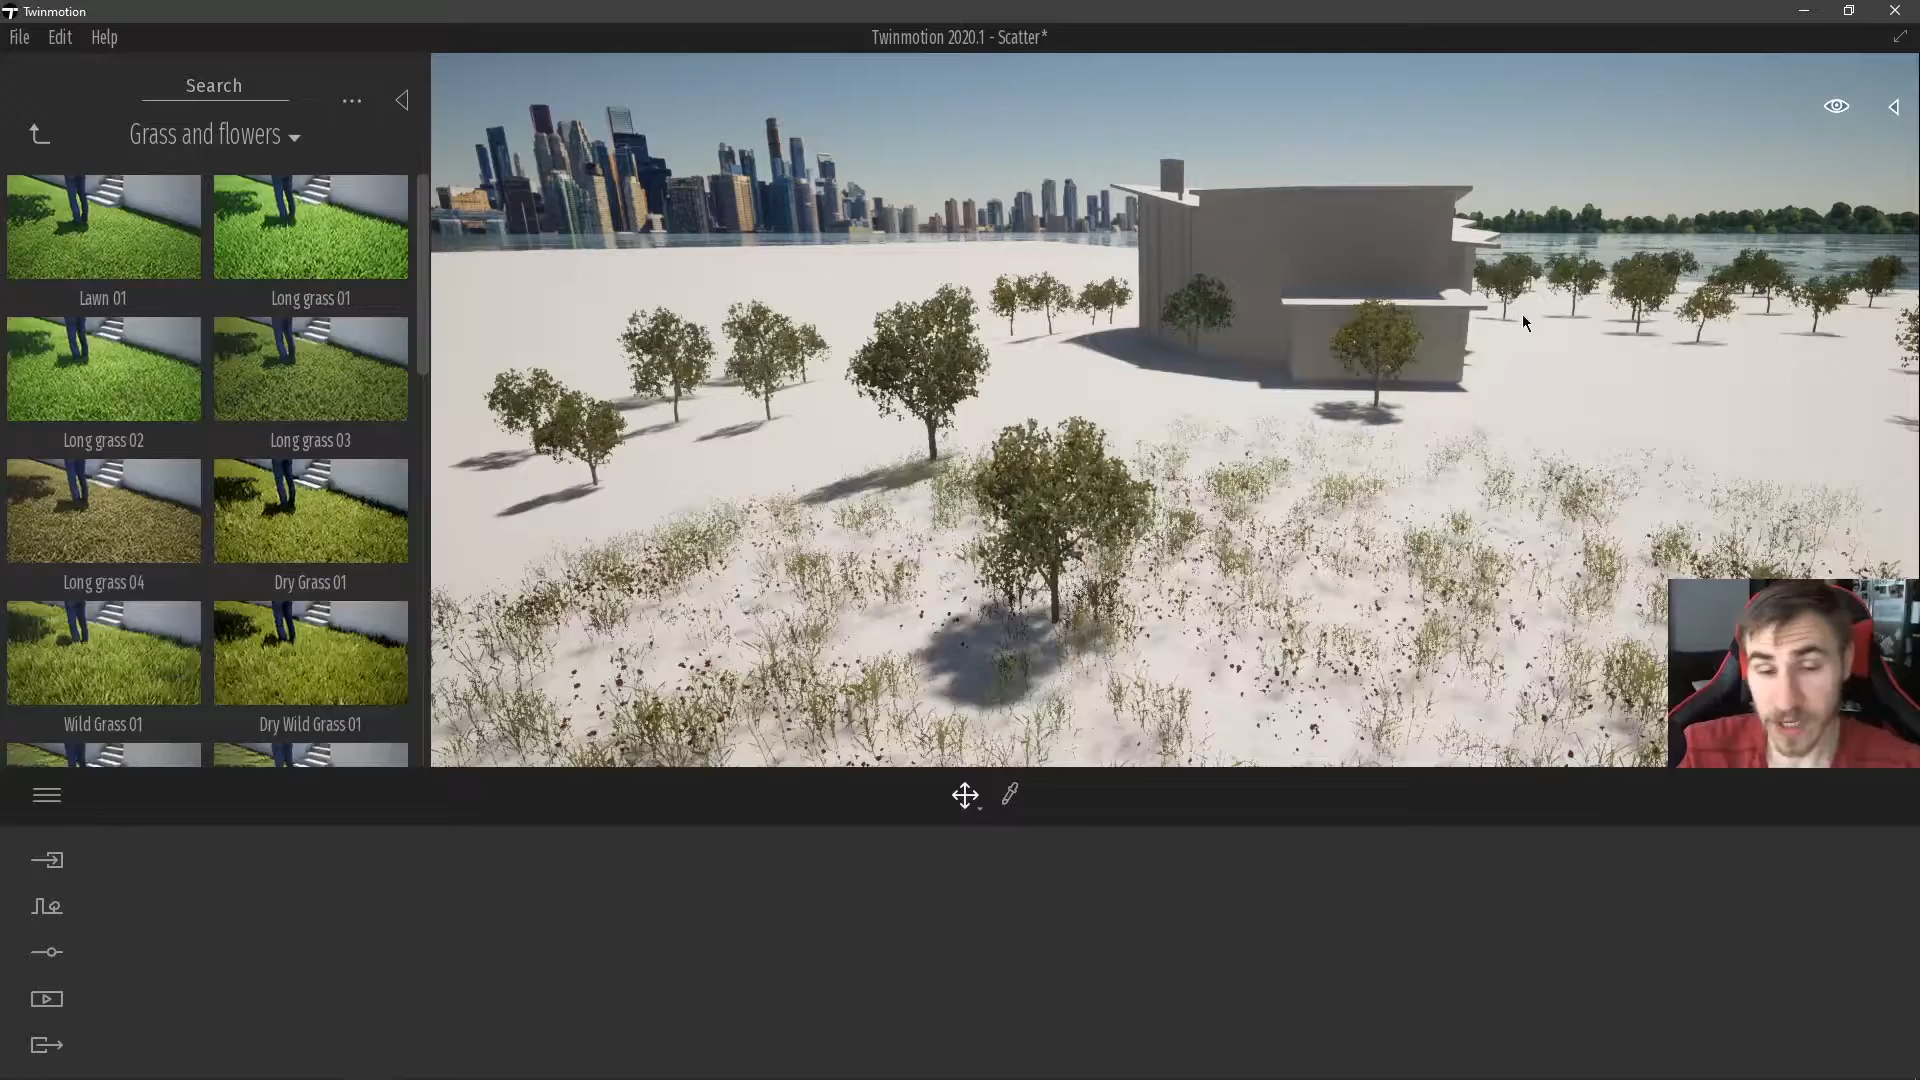 Twinmotion
File Edit Help
Twinmotion 2020.1 - Scatter*
Search
Grass and flowers
Lawn 01
Long grass 01
Long grass 02
Long grass 03
Long grass 04
Dry Grass 01
Wild Grass 01
Dry Wild Grass 01